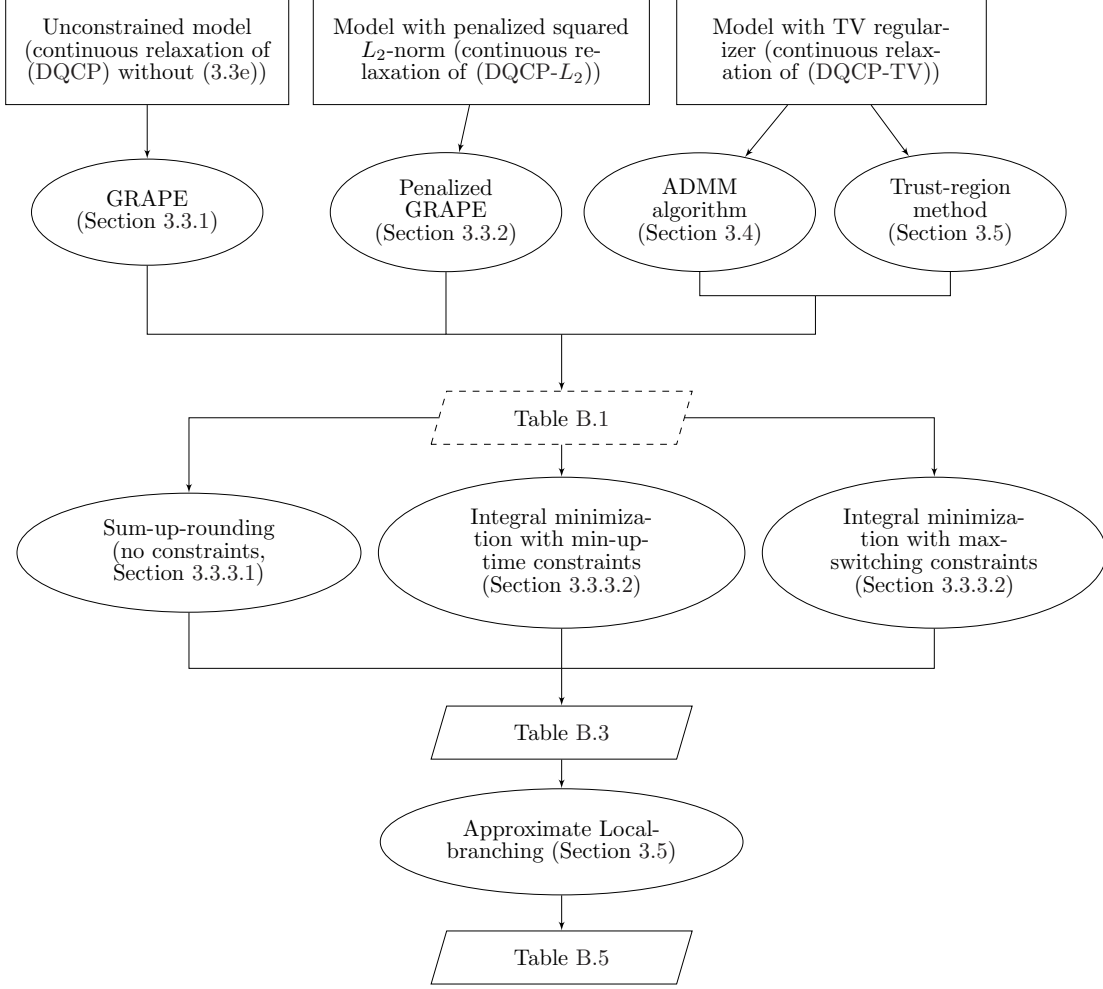 Unconstrained model
(continuous relaxation of
(DQCP) without (3.3e))
Model with penalized squared
L₂-norm (continuous re-
laxation of (DQCP-L₂))
Model with TV regular-
izer (continuous relax-
ation of (DQCP-TV))
GRAPE
(Section 3.3.1)
Penalized
GRAPE
(Section 3.3.2)
ADMM
algorithm
(Section 3.4)
Trust-region
method
(Section 3.5)
Table B.1
Sum-up-rounding
(no constraints,
Section 3.3.3.1)
Integral minimiza-
tion with min-up-
time constraints
(Section 3.3.3.2)
Integral minimiza-
tion with max-
switching constraints
(Section 3.3.3.2)
Table B.3
Approximate Local-
branching (Section 3.5)
Table B.5